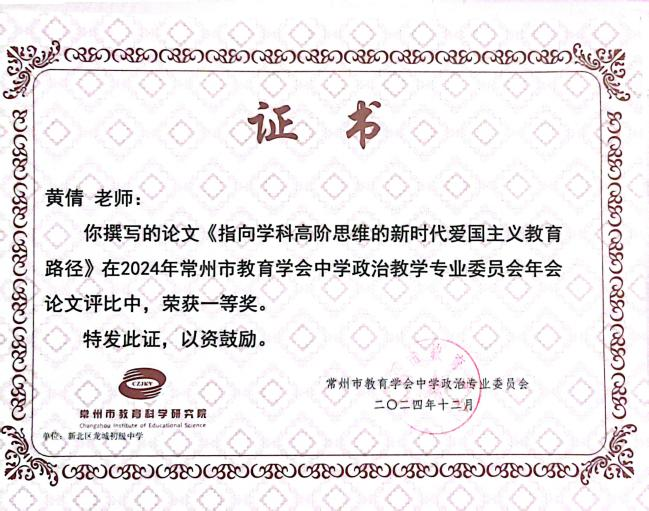 证书
黄倩 老师：
你撰写的论文《指向学科高阶思维的新时代爱国主义教育
路径》在2024年常州市教育学会中学政治教学专业委员会年会
论文评比中，荣获一等奖。
特发此证，以资鼓励。
CZJKY
常州市教育科学研究院
Changzhou Institute of Educational Science
单位：新北区龙城初级中学
常州市教育学会中学政治专业委员会
二〇二四年十二月